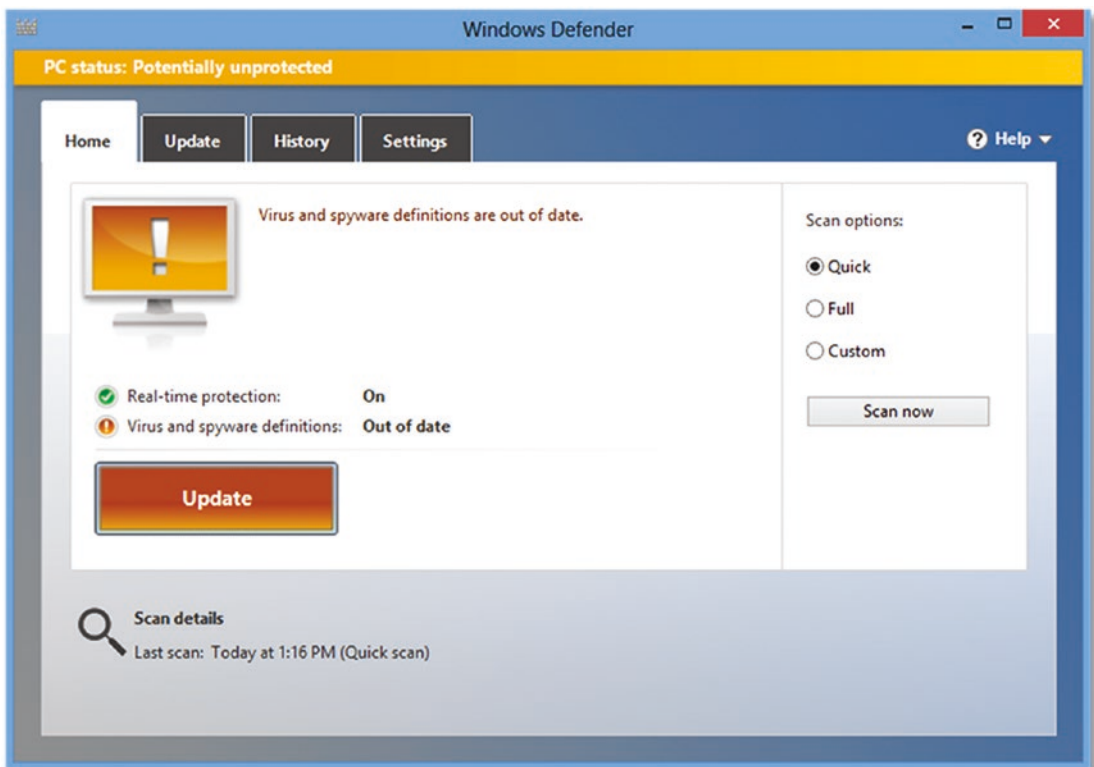 Windows Defender
PC status: Potentially unprotected
Home Update History Settings Help
Virus and spyware definitions are out of date.
Scan options:
Quick
Full
Custom
Real-time protection: On
Virus and spyware definitions: Out of date
Scan now
Update
Scan details
Last scan: Today at 1:16 PM (Quick scan)